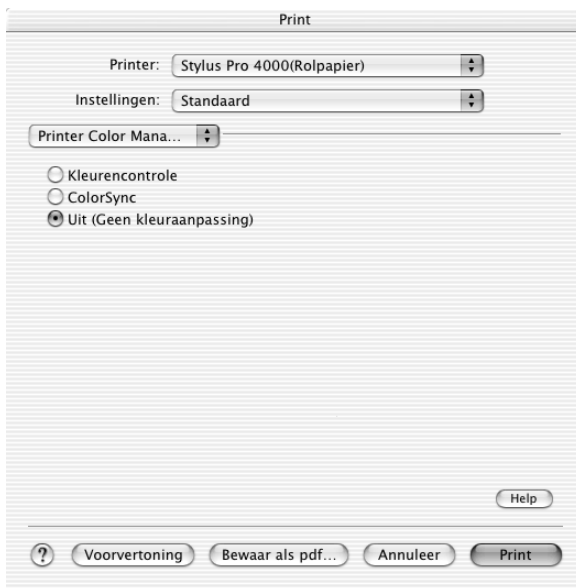 Print
Printer: Stylus Pro 4000(Rolpapier)
Instellingen: Standaard
Printer Color Mana...
Kleurencontrole
ColorSync
Uit (Geen kleuraanpassing)
Help
? Voorvertoning Bewaar als pdf... Annuleer Print